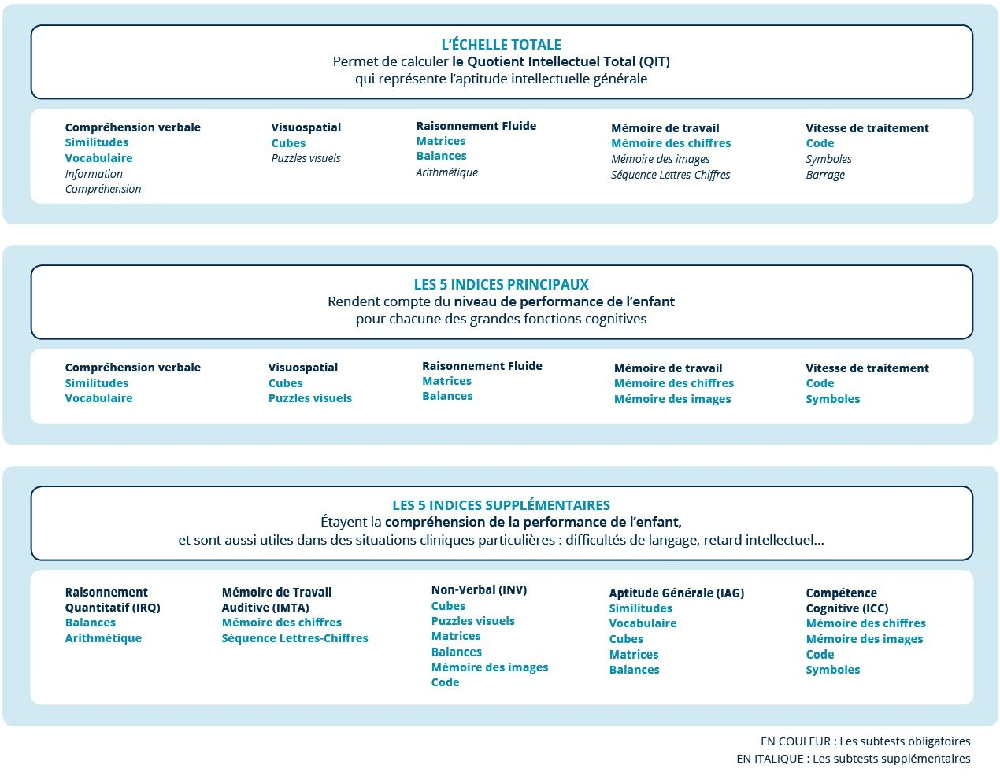 L’ÉCHELLE TOTALE
Permet de calculer le Quotient Intellectuel Total (QIT)
qui représente l’aptitude intellectuelle générale
Compréhension verbale
Similitudes
Vocabulaire
Information
Compréhension
Visuospatial
Cubes
Puzzles visuels
Raisonnement Fluide
Matrices
Balances
Arithmétique
Mémoire de travail
Mémoire des chiffres
Mémoire des images
Séquence Lettres-Chiffres
Vitesse de traitement
Code
Symboles
Barrage
LES 5 INDICES PRINCIPAUX
Rendent compte du niveau de performance de l’enfant
pour chacune des grandes fonctions cognitives
Compréhension verbale
Similitudes
Vocabulaire
Visuospatial
Cubes
Puzzles visuels
Raisonnement Fluide
Matrices
Balances
Mémoire de travail
Mémoire des chiffres
Mémoire des images
Vitesse de traitement
Code
Symboles
LES 5 INDICES SUPPLÉMENTAIRES
Étayent la compréhension de la performance de l’enfant,
et sont aussi utiles dans des situations cliniques particulières : difficultés de langage, retard intellectuel...
Raisonnement
Quantitatif (IRQ)
Balances
Arithmétique
Mémoire de Travail
Auditive (IMTA)
Mémoire des chiffres
Séquence Lettres-Chiffres
Non-Verbal (INV)
Cubes
Puzzles visuels
Matrices
Balances
Mémoire des images
Code
Aptitude Générale (IAG)
Similitudes
Vocabulaire
Cubes
Matrices
Balances
Compétence
Cognitive (ICC)
Mémoire des chiffres
Mémoire des images
Code
Symboles
EN COULEUR : Les subtests obligatoires
EN ITALIQUE : Les subtests supplémentaires